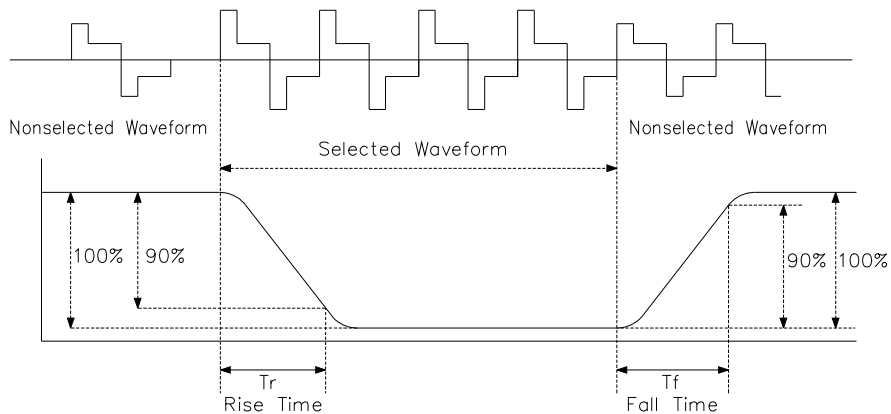 Nonselected Waveform
Selected Waveform
Nonselected Waveform
100%
90%
90%
100%
Tr
Rise Time
Tf
Fall Time